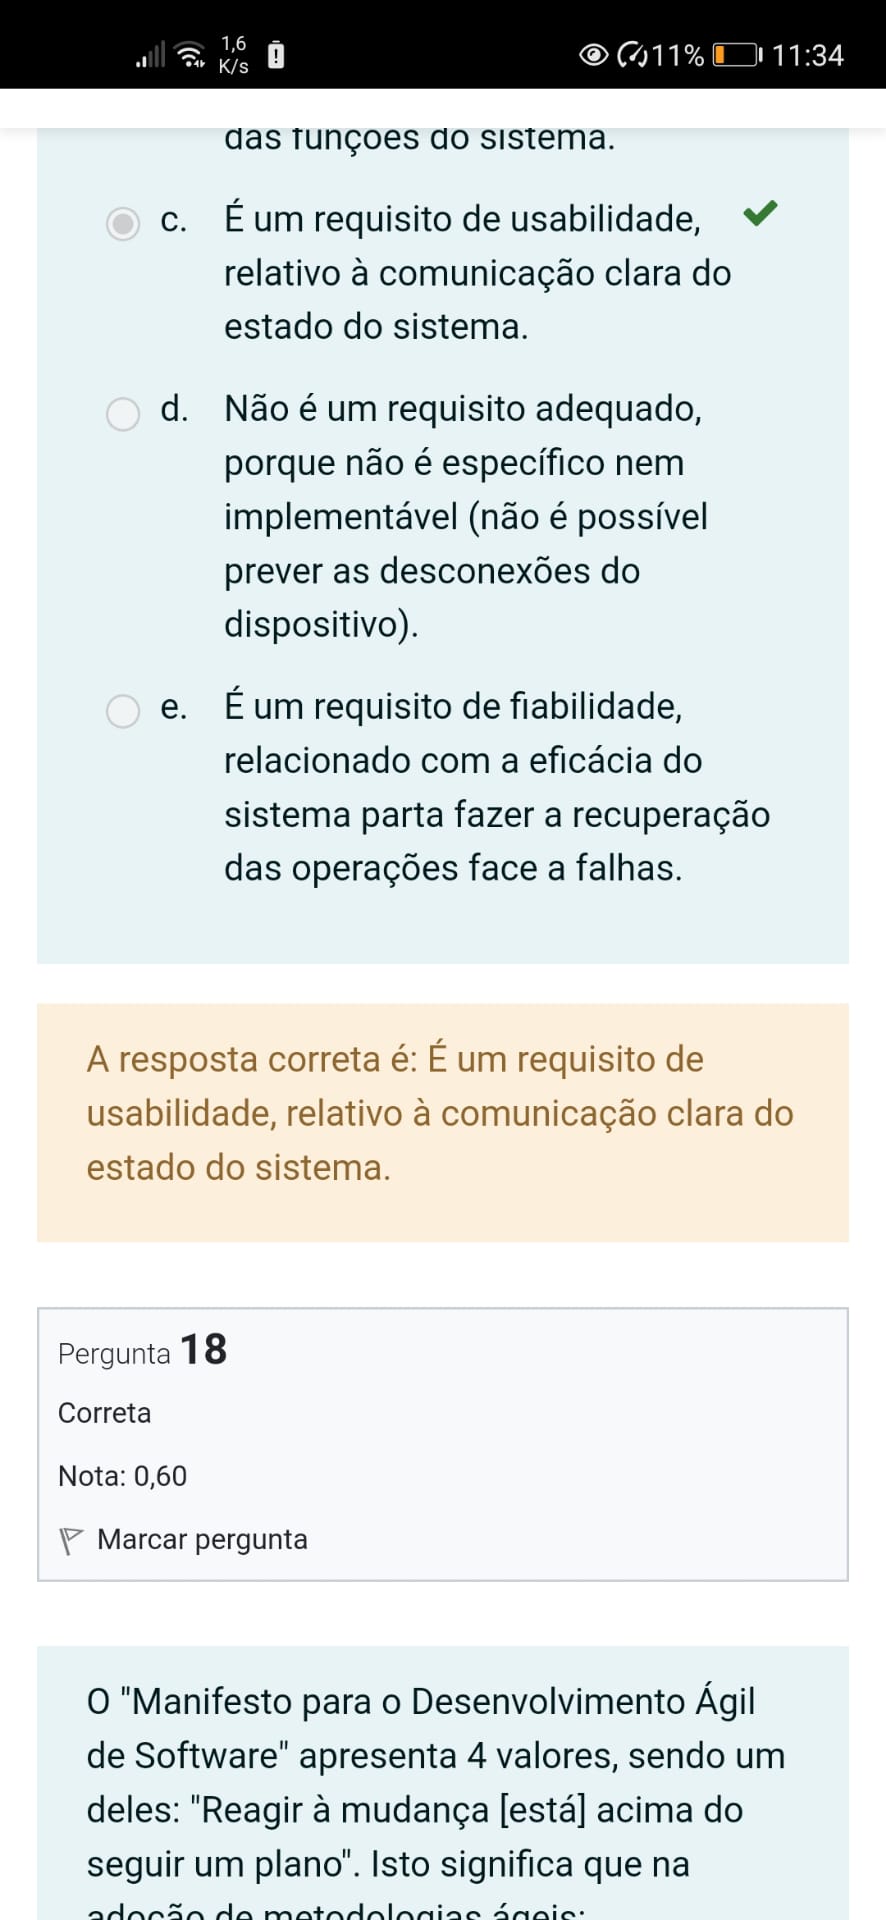 1,6
K/s
11%
11:34
das funções do sistema.
c. É um requisito de usabilidade,
relativo à comunicação clara do
estado do sistema.
d. Não é um requisito adequado,
porque não é específico nem
implementável (não é possível
prever as desconexões do
dispositivo).
e. É um requisito de fiabilidade,
relacionado com a eficácia do
sistema parta fazer a recuperação
das operações face a falhas.
A resposta correta é: É um requisito de
usabilidade, relativo à comunicação clara do
estado do sistema.
Pergunta 18
Correta
Nota: 0,60
Marcar pergunta
O "Manifesto para o Desenvolvimento Ágil
de Software" apresenta 4 valores, sendo um
deles: "Reagir à mudança [está] acima do
seguir um plano". Isto significa que na
adoção de metodologias ágeis: